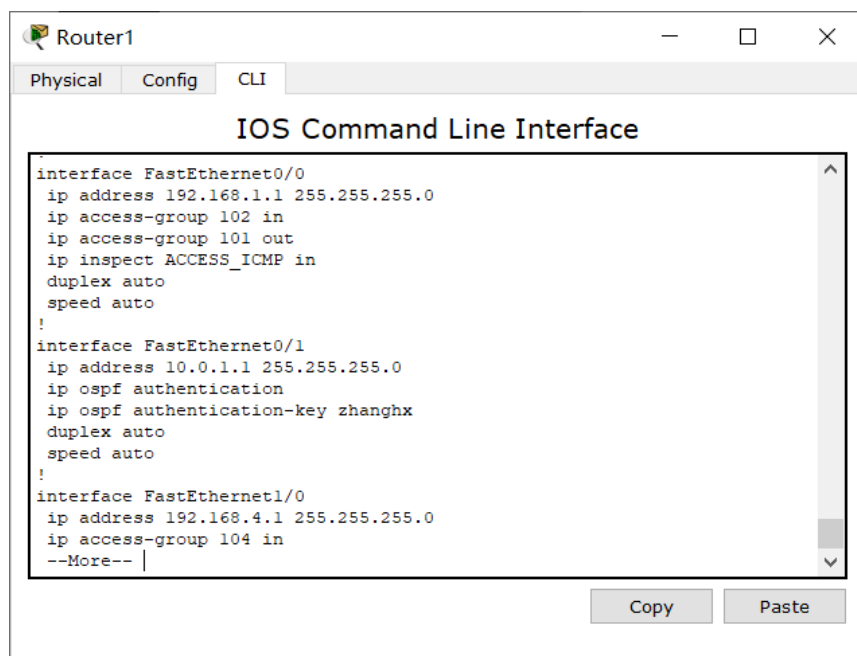 Router1
Physical Config CLI
IOS Command Line Interface
!
interface FastEthernet0/0
 ip address 192.168.1.1 255.255.255.0
 ip access-group 102 in
 ip access-group 101 out
 ip inspect ACCESS_ICMP in
 duplex auto
 speed auto
!
interface FastEthernet0/1
 ip address 10.0.1.1 255.255.255.0
 ip ospf authentication
 ip ospf authentication-key zhanghx
 duplex auto
 speed auto
!
interface FastEthernet1/0
 ip address 192.168.4.1 255.255.255.0
 ip access-group 104 in
 --More--
Copy Paste